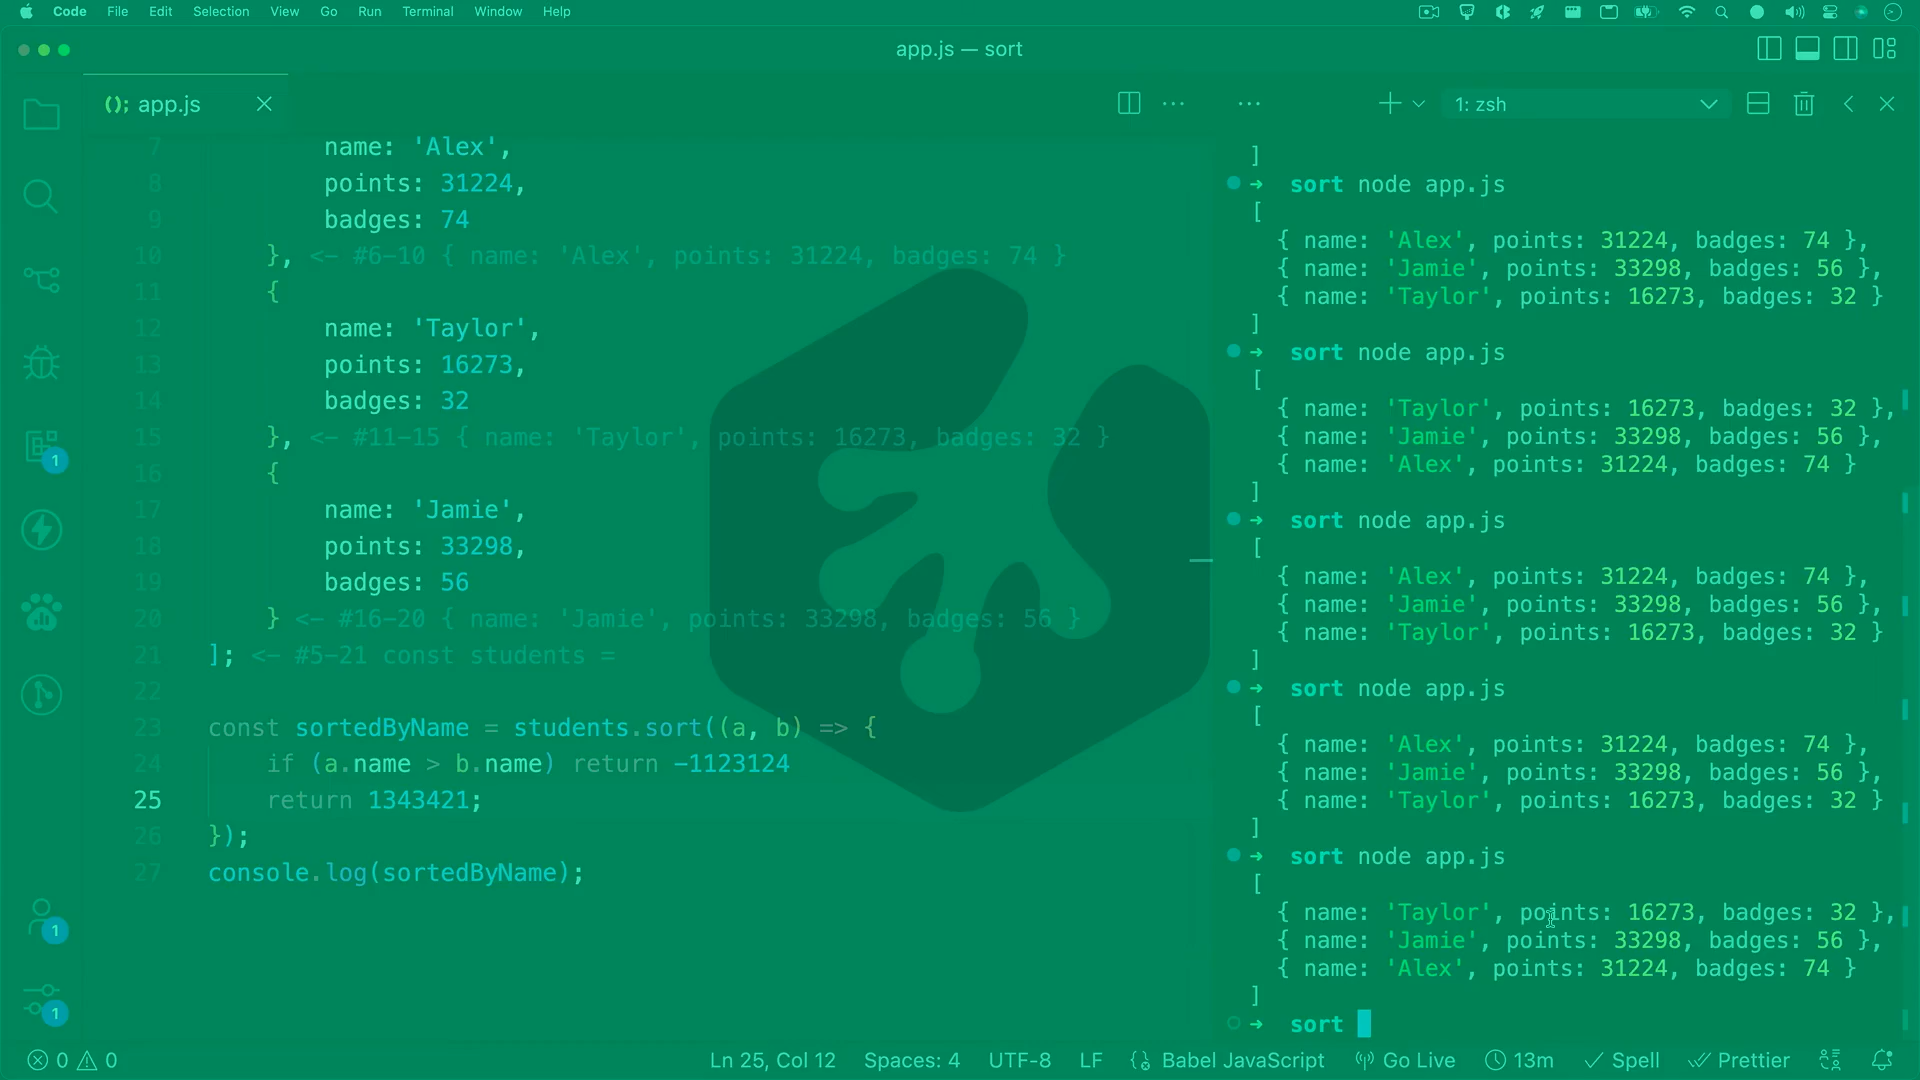 Code File Edit Selection View Go Run Terminal Window Help
app.js — sort
(); app.js
1: zsh
7 name: 'Alex',
8 points: 31224,
9 badges: 74
10 }, <- #6-10 { name: 'Alex', points: 31224, badges: 74 }
11 {
12 name: 'Taylor',
13 points: 16273,
14 badges: 32
15 }, <- #11-15 { name: 'Taylor', points: 16273, badges: 32 }
16 {
17 name: 'Jamie',
18 points: 33298,
19 badges: 56
20 } <- #16-20 { name: 'Jamie', points: 33298, badges: 56 }
21 ]; <- #5-21 const students =
22
23 const sortedByName = students.sort((a, b) => {
24 if (a.name > b.name) return -1123124
25 return 1343421;
26 });
27 console.log(sortedByName);
]
→ sort node app.js
[
{ name: 'Alex', points: 31224, badges: 74 },
{ name: 'Jamie', points: 33298, badges: 56 },
{ name: 'Taylor', points: 16273, badges: 32 }
]
→ sort node app.js
[
{ name: 'Taylor', points: 16273, badges: 32 },
{ name: 'Jamie', points: 33298, badges: 56 },
{ name: 'Alex', points: 31224, badges: 74 }
]
→ sort node app.js
[
{ name: 'Alex', points: 31224, badges: 74 },
{ name: 'Jamie', points: 33298, badges: 56 },
{ name: 'Taylor', points: 16273, badges: 32 }
]
→ sort node app.js
[
{ name: 'Alex', points: 31224, badges: 74 },
{ name: 'Jamie', points: 33298, badges: 56 },
{ name: 'Taylor', points: 16273, badges: 32 }
]
→ sort node app.js
[
{ name: 'Taylor', points: 16273, badges: 32 },
{ name: 'Jamie', points: 33298, badges: 56 },
{ name: 'Alex', points: 31224, badges: 74 }
]
→ sort
1
1
1
0 0 Ln 25, Col 12 Spaces: 4 UTF-8 LF Babel JavaScript Go Live 13m Spell Prettier